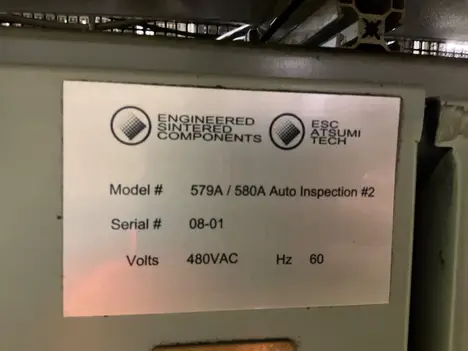 ENGINEERED
SINTERED
COMPONENTS
ESC
ATSUMI
TECH
Model # 579A / 580A Auto Inspection #2
Serial # 08-01
Volts 480VAC Hz 60